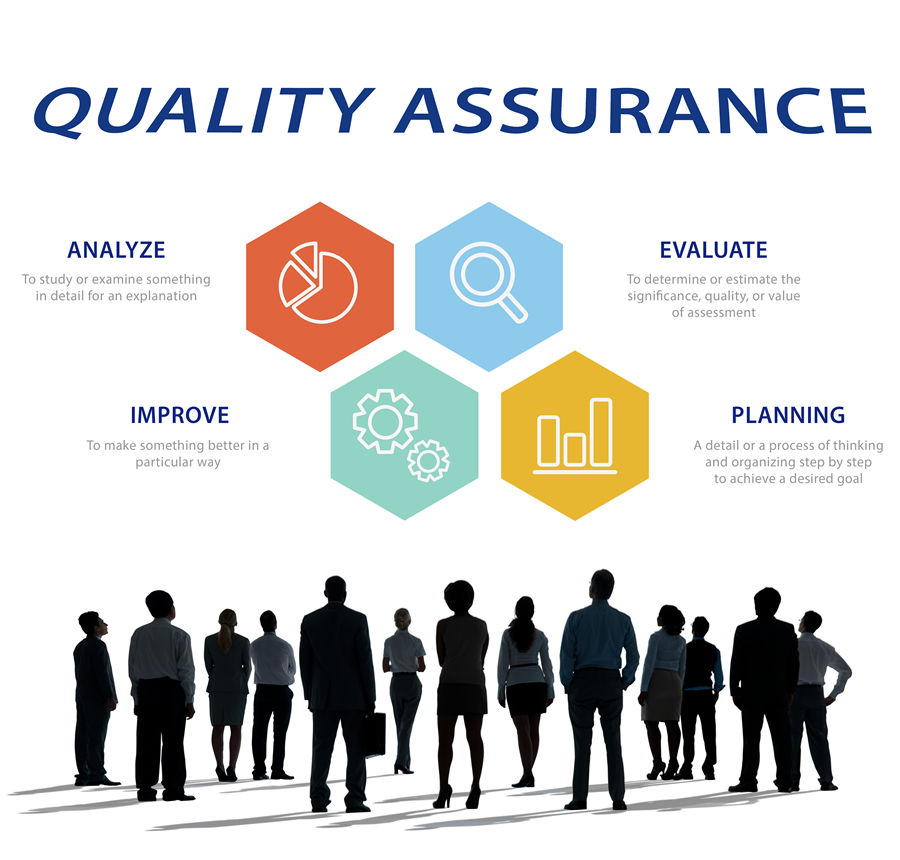 QUALITY ASSURANCE
ANALYZE
To study or examine something
in detail for an explanation
EVALUATE
To determine or estimate the
significance, quality, or value
of assessment
IMPROVE
To make something better in a
particular way
PLANNING
A detail or a process of thinking
and organizing step by step
to achieve a desired goal